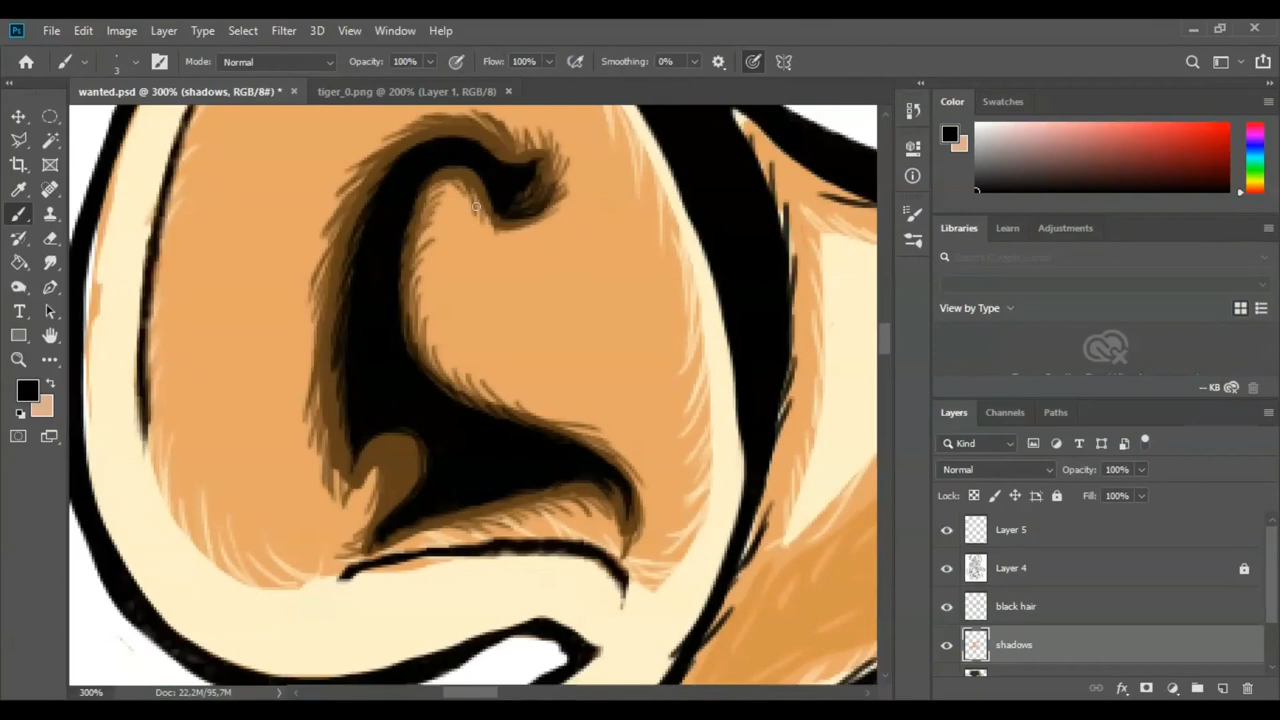 Ps File Edit Image Layer Type Select Filter 3D View Window Help
3 Mode: Normal Opacity: 100% Flow: 100% Smoothing: 0%
wanted.psd @ 300% (shadows, RGB/8#) * × tiger_0.png @ 200% (Layer 1, RGB/8) ×
Color Swatches
Libraries Learn Adjustments
View by Type
-- KB
Layers Channels Paths
Kind
Normal Opacity: 100%
Lock: Fill: 100%
Layer 5
Layer 4
black hair
shadows
300% Doc: 22,2M/95,7M